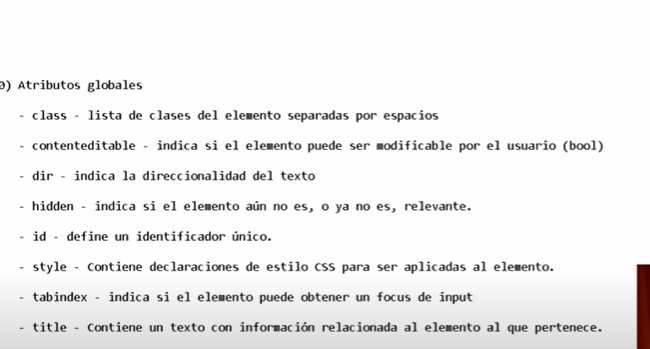 0) Atributos globales
- class - lista de clases del elemento separadas por espacios
- contenteditable - indica si el elemento puede ser modificable por el usuario (bool)
- dir - indica la direccionalidad del texto
- hidden - indica si el elemento aún no es, o ya no es, relevante.
- id - define un identificador único.
- style - Contiene declaraciones de estilo CSS para ser aplicadas al elemento.
- tabindex - indica si el elemento puede obtener un focus de input
- title - Contiene un texto con información relacionada al elemento al que pertenece.